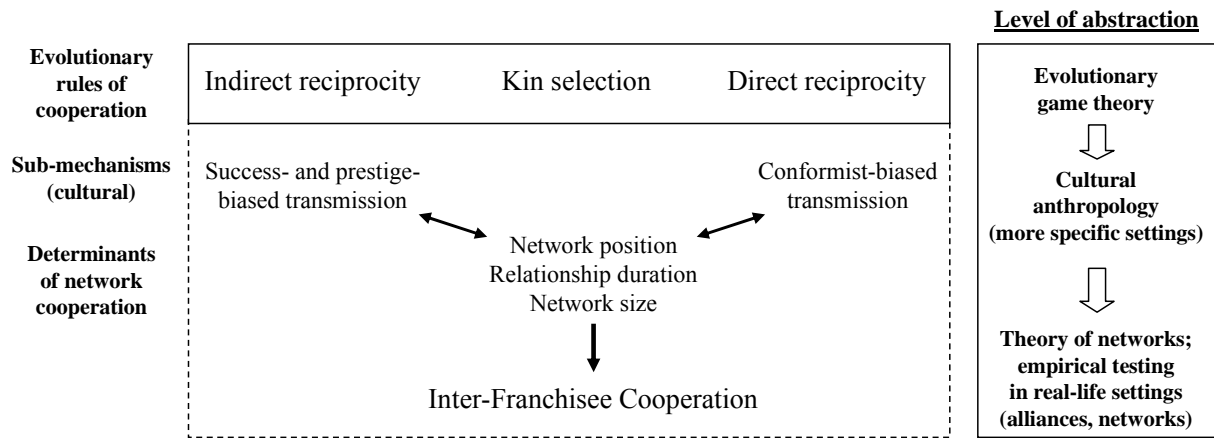 Level of abstraction
Evolutionary
rules of
cooperation
Indirect reciprocity
Kin selection
Direct reciprocity
Evolutionary
game theory
Sub-mechanisms
(cultural)
Success- and prestige-
biased transmission
Conformist-biased
transmission
Cultural
anthropology
(more specific settings)
Determinants
of network
cooperation
Network position
Relationship duration
Network size
Inter-Franchisee Cooperation
Theory of networks;
empirical testing
in real-life settings
(alliances, networks)